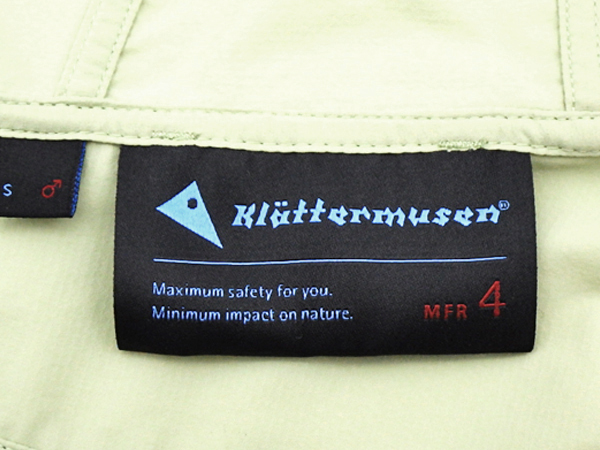 S ♂
Klättermusen®
Maximum safety for you.
Minimum impact on nature.
MFR 4